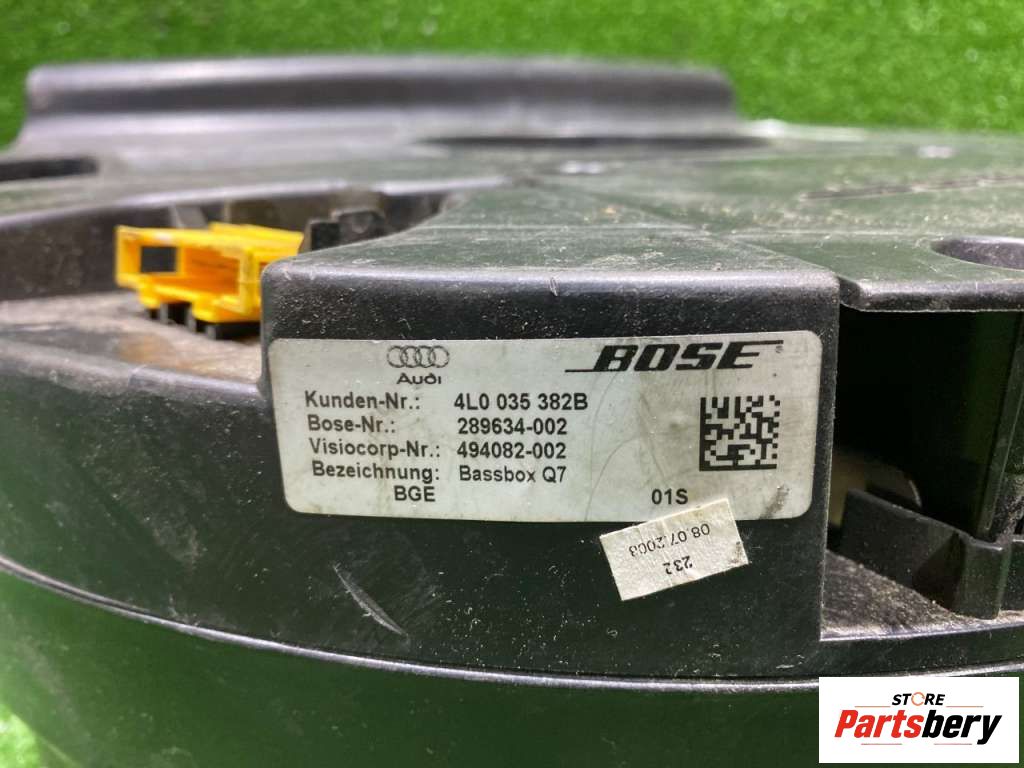 Audi
BOSE
Kunden-Nr.: 4L0 035 382B
Bose-Nr.: 289634-002
Visiocorp-Nr.: 494082-002
Bezeichnung: Bassbox Q7
BGE 01S
08.07.2008
232
STORE
Partsbery